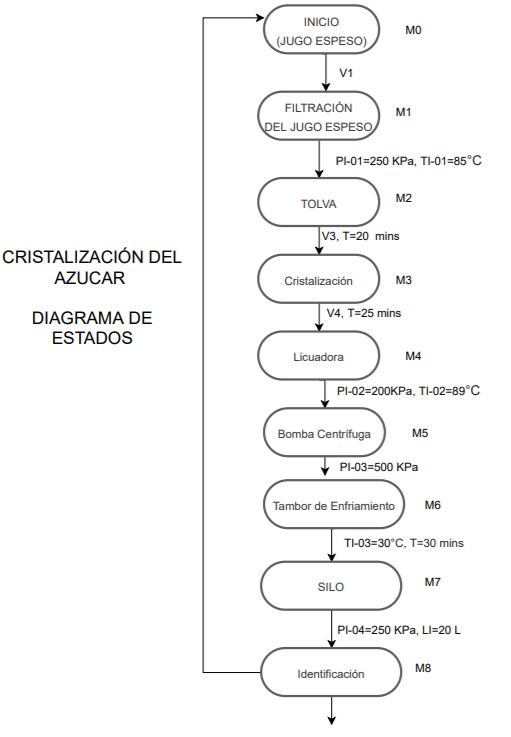 INICIO
(JUGO ESPESO)
M0
V1
FILTRACIÓN
DEL JUGO ESPESO
M1
PI-01=250 KPa, TI-01=85°C
TOLVA
M2
V3, T=20 mins
CRISTALIZACIÓN DEL
AZUCAR
DIAGRAMA DE
ESTADOS
Cristalización
M3
V4, T=25 mins
Licuadora
M4
PI-02=200KPa, TI-02=89°C
Bomba Centrífuga
M5
PI-03=500 KPa
Tambor de Enfriamiento
M6
TI-03=30°C, T=30 mins
SILO
M7
PI-04=250 KPa, LI=20 L
Identificación
M8